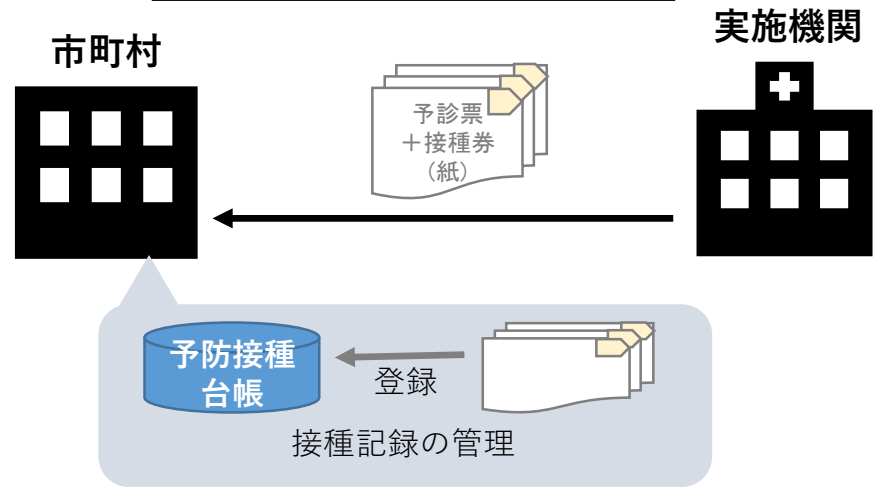 市町村
実施機関
予診票
＋接種券
（紙）
予防接種
台帳
登録
接種記録の管理